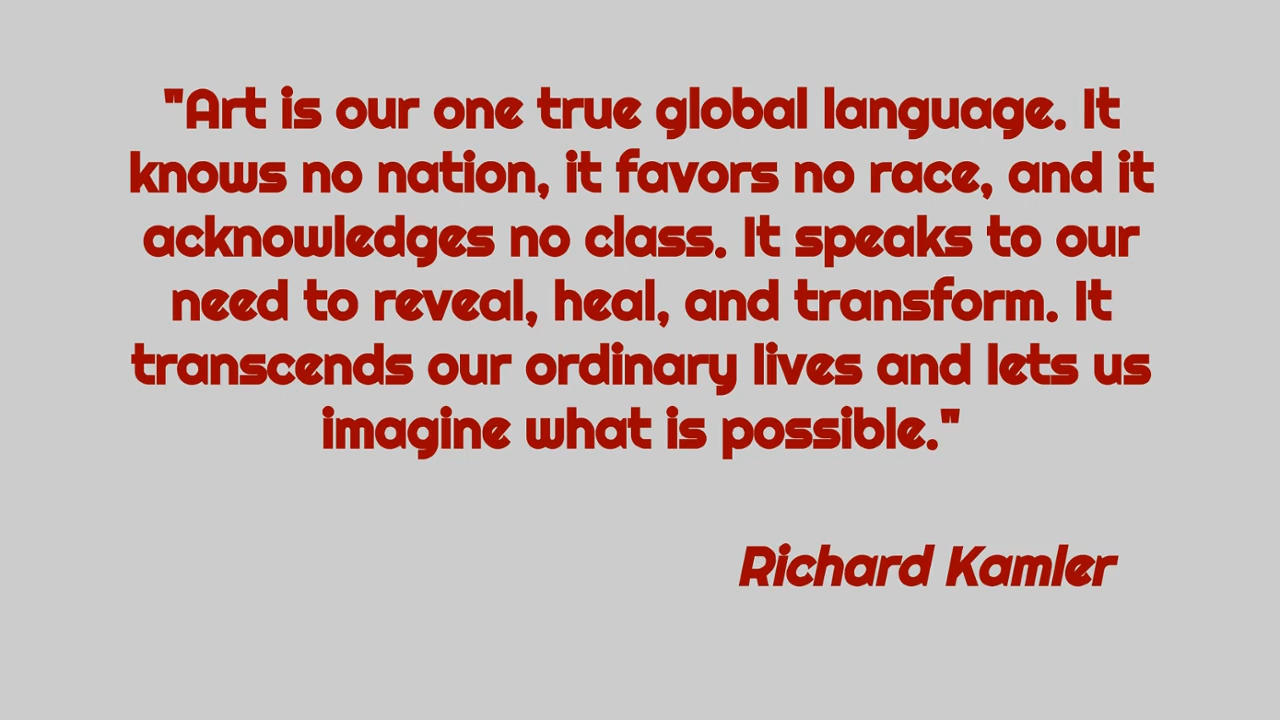 "Art is our one true global language. It
knows no nation, it favors no race, and it
acknowledges no class. It speaks to our
need to reveal, heal, and transform. It
transcends our ordinary lives and lets us
imagine what is possible."
Richard Kamler